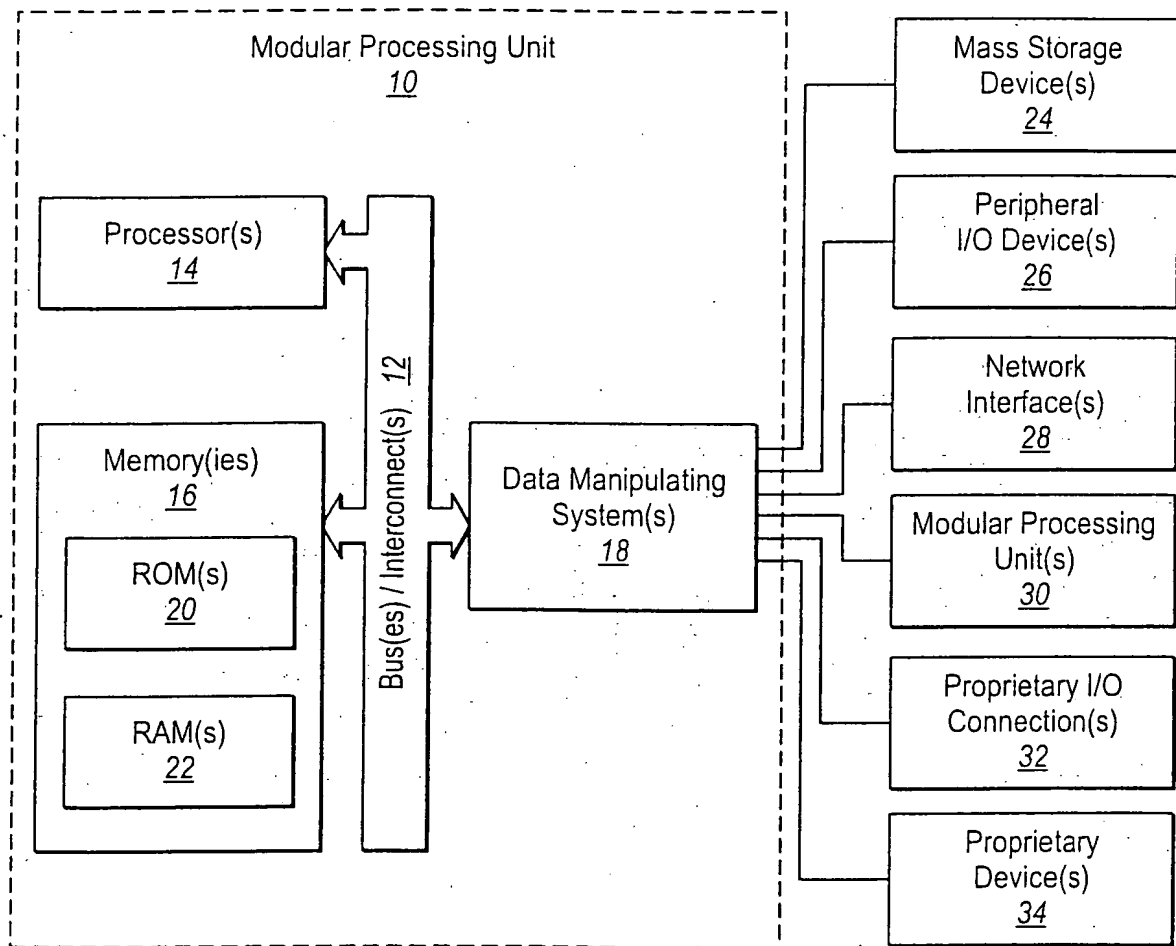 Modular Processing Unit
10
Processor(s)
14
Memory(ies)
16
ROM(s)
20
RAM(s)
22
Bus(es) / Interconnect(s) 12
Data Manipulating
System(s)
18
Mass Storage
Device(s)
24
Peripheral
I/O Device(s)
26
Network
Interface(s)
28
Modular Processing
Unit(s)
30
Proprietary I/O
Connection(s)
32
Proprietary
Device(s)
34